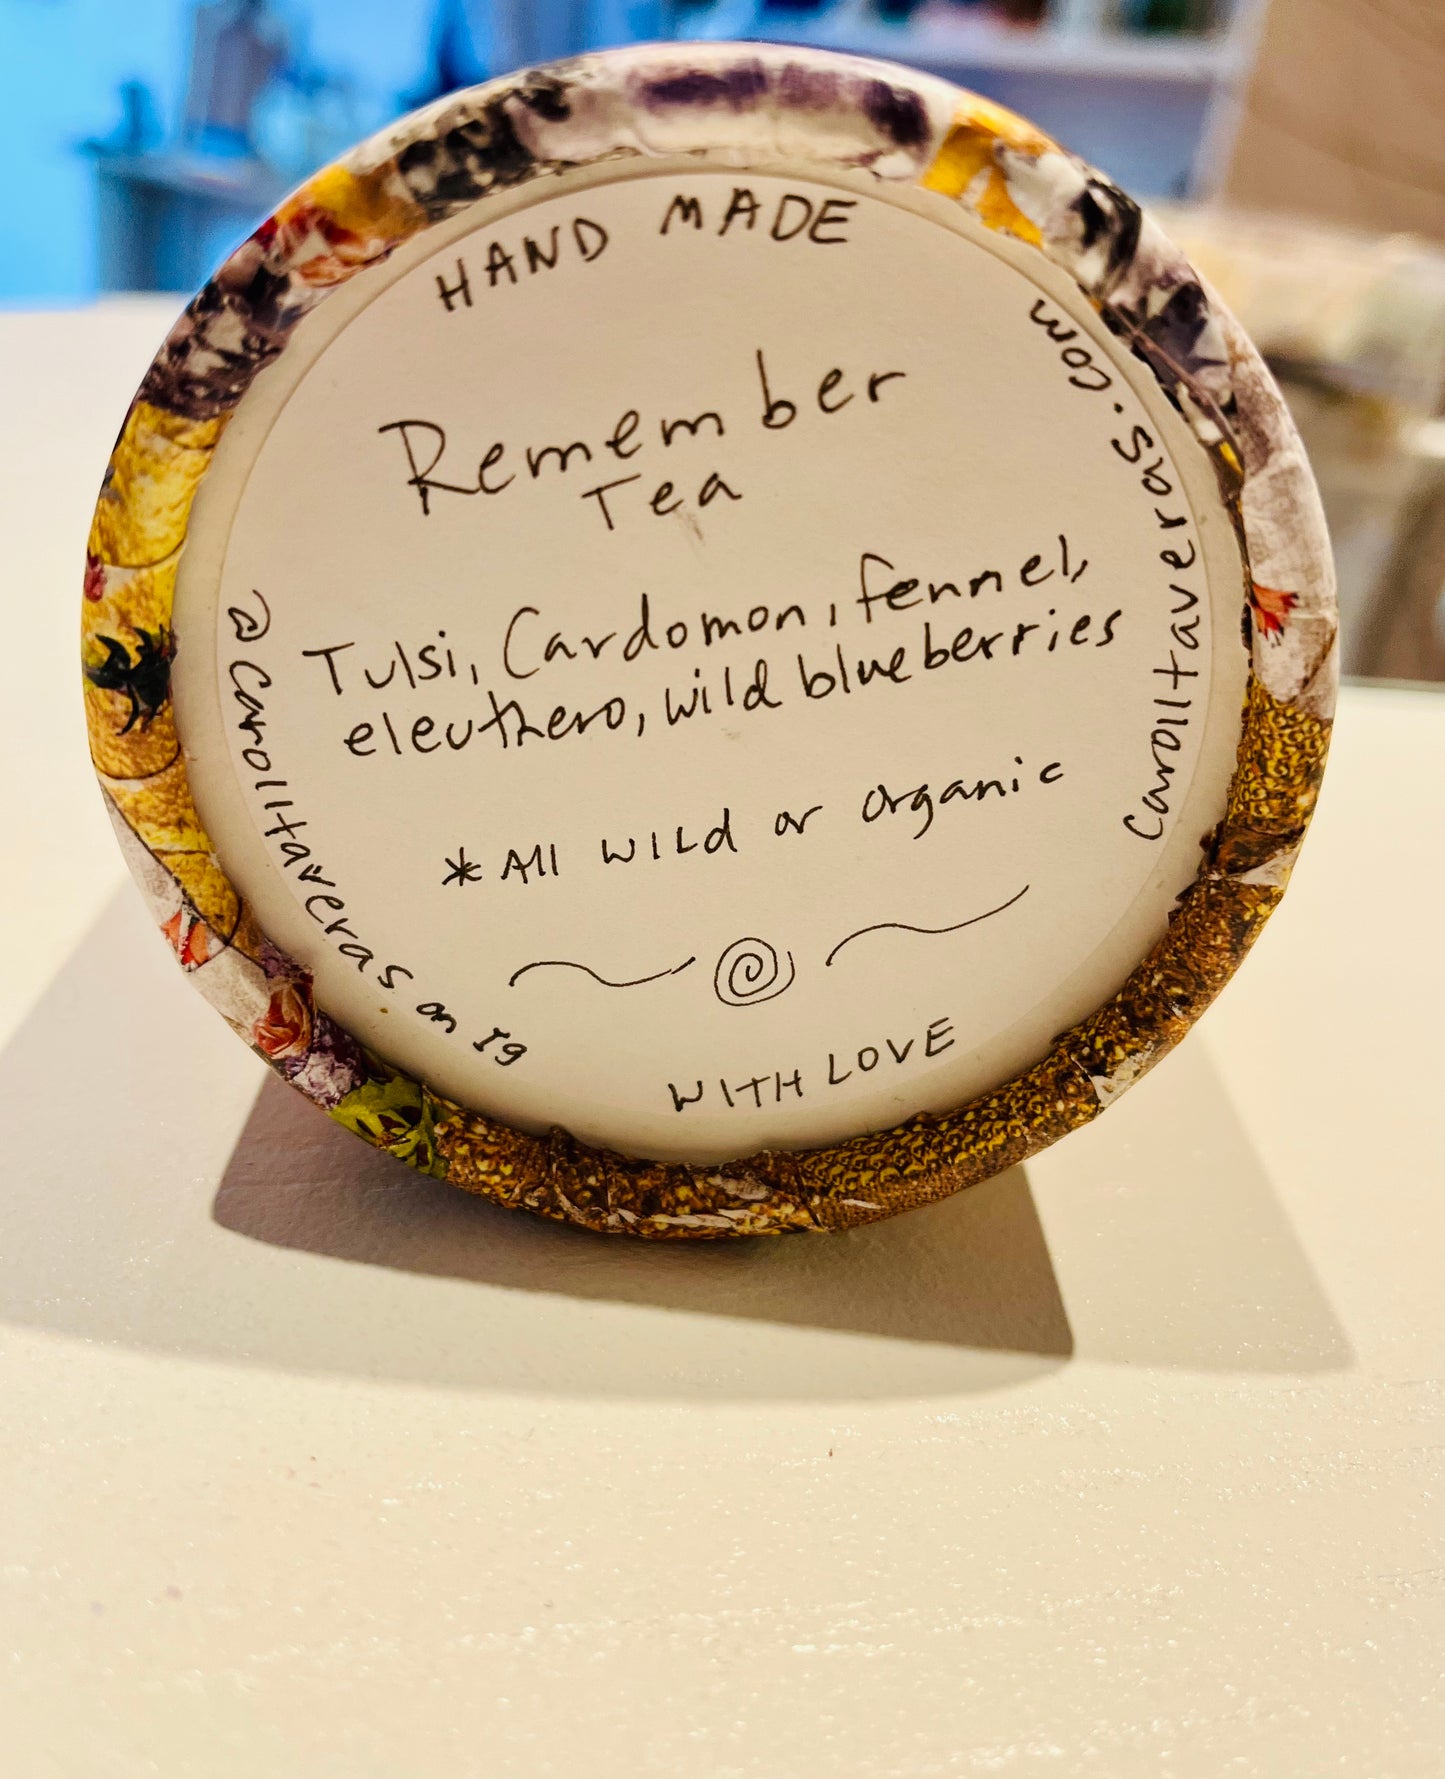 HAND MADE
Remember
Tea
Tulsi, Cardomon, fennel,
eleuthero, wild blueberries
*All wild or organic
WITH LOVE
@carolltaveras on Ig
carolltaveras.com